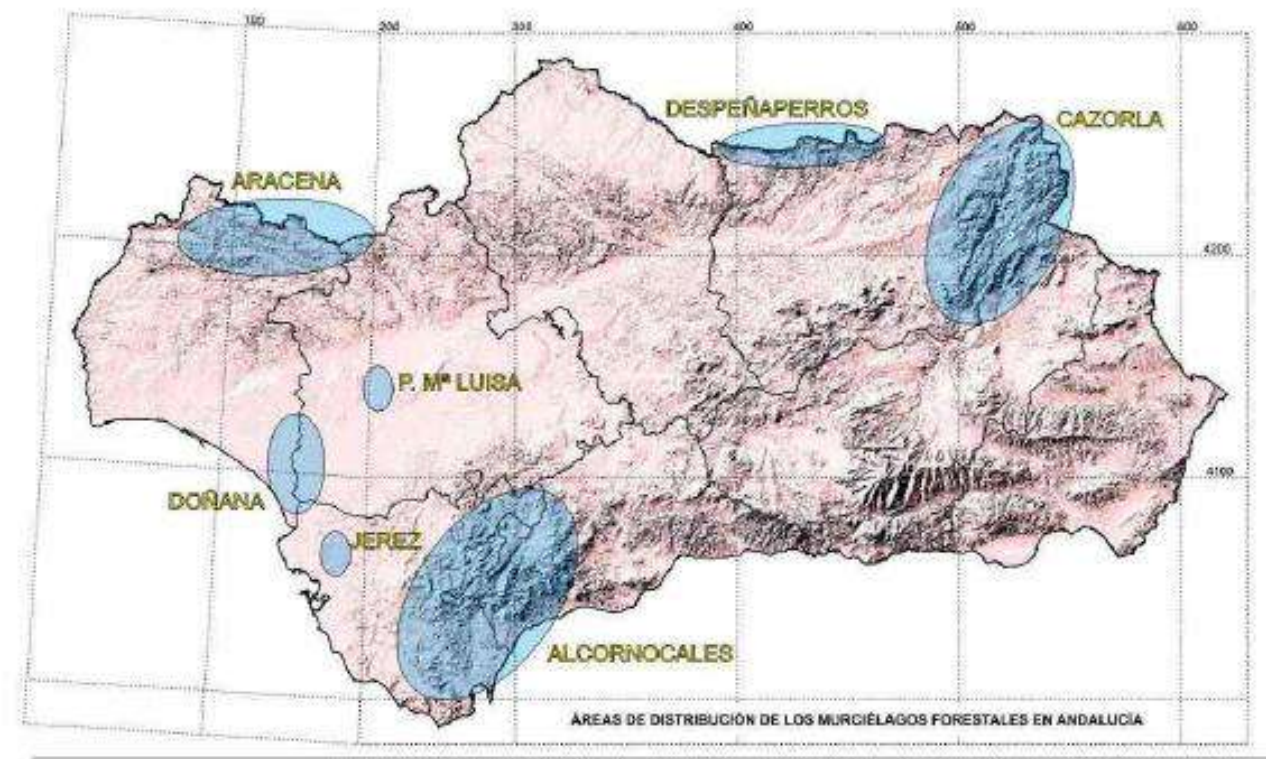 100
200
300
400
500
600
DESPEÑAPERROS
CAZORLA
ARACENA
4200
P. Mª LUISA
4100
DOÑANA
JEREZ
ALCORNOCALES
ÁREAS DE DISTRIBUCIÓN DE LOS MURCIÉLAGOS FORESTALES EN ANDALUCÍA